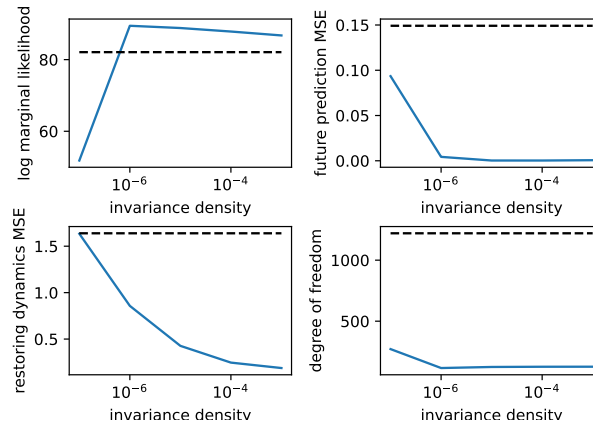 log marginal likelihood
80
60
10⁻⁶
10⁻⁴
invariance density
future prediction MSE
0.15
0.10
0.05
0.00
10⁻⁶
10⁻⁴
invariance density
restoring dynamics MSE
1.5
1.0
0.5
10⁻⁶
10⁻⁴
invariance density
degree of freedom
1000
500
10⁻⁶
10⁻⁴
invariance density